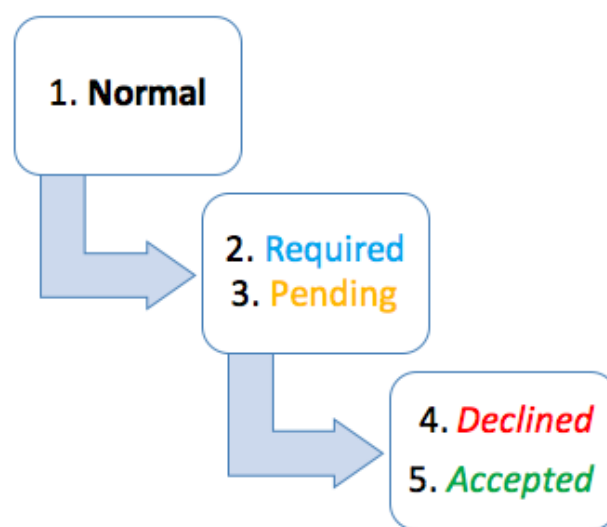 1. Normal
2. Required
3. Pending
4. Declined
5. Accepted